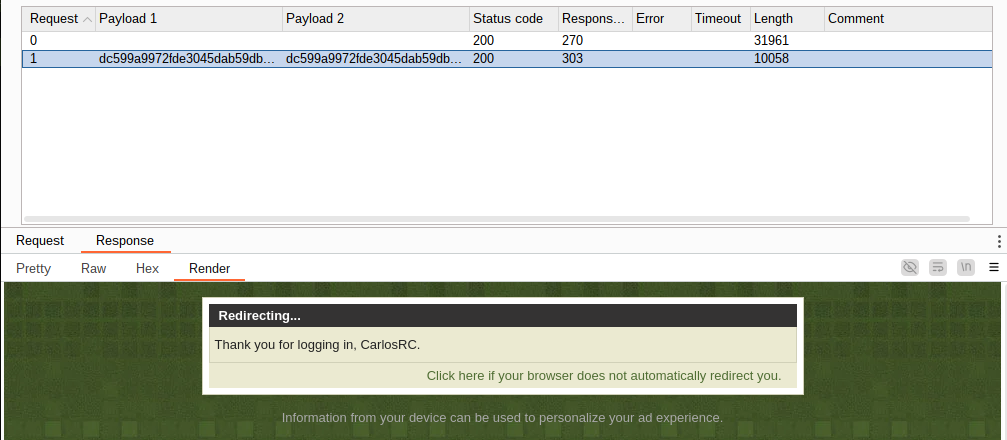 Request Payload 1 Payload 2 Status code Respons... Error Timeout Length Comment
0 200 270 31961
1 dc599a9972fde3045dab59db... dc599a9972fde3045dab59db... 200 303 10058
Request Response
Pretty Raw Hex Render \n
Redirecting...
Thank you for logging in, CarlosRC.
Click here if your browser does not automatically redirect you.
Information from your device can be used to personalize your ad experience.